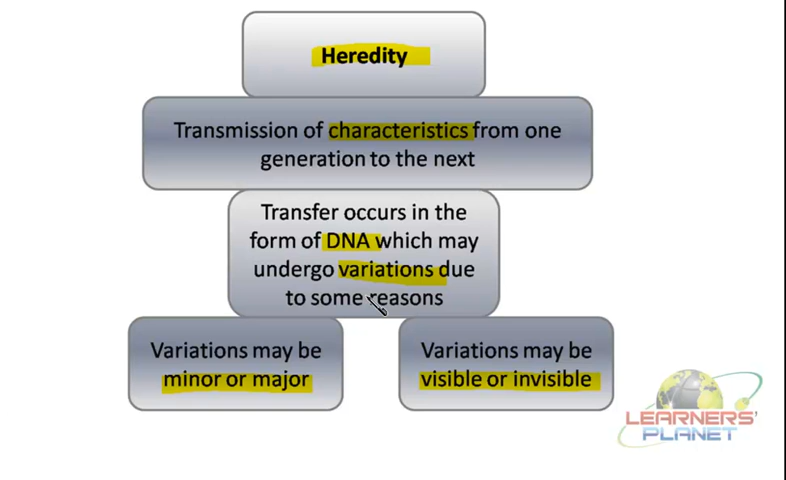 Heredity
Transmission of characteristics from one
generation to the next
Transfer occurs in the
form of DNA which may
undergo variations due
to some reasons
Variations may be
minor or major
Variations may be
visible or invisible
LEARNERS'
PLANET